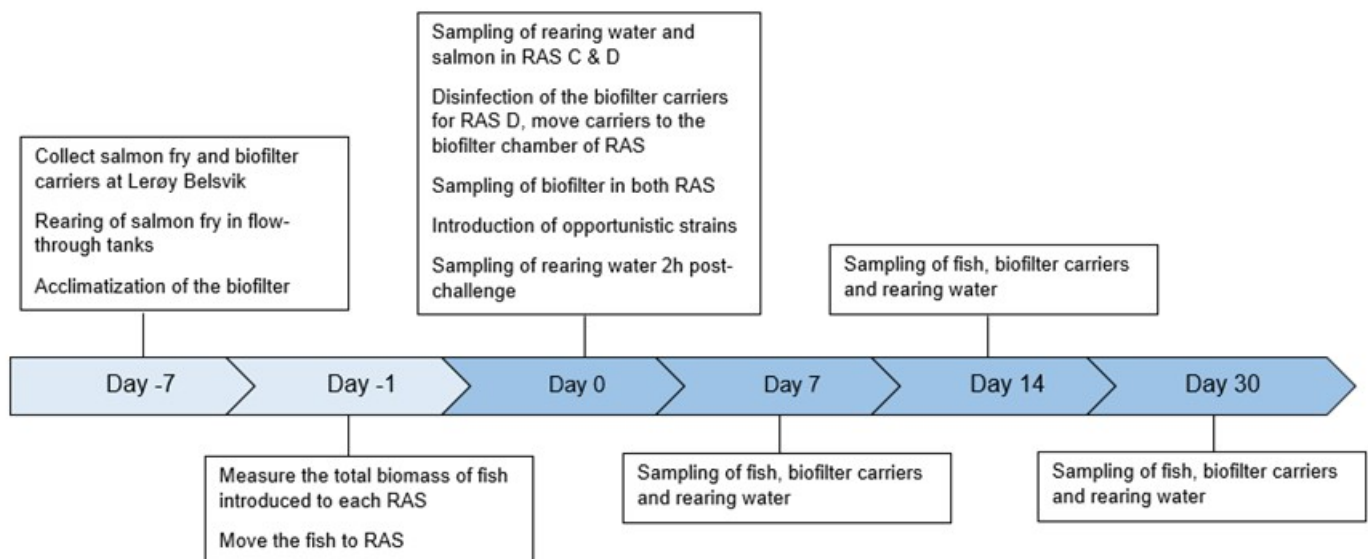 Collect salmon fry and biofilter
carriers at Lerøy Belsvik
Rearing of salmon fry in flow-
through tanks
Acclimatization of the biofilter
Sampling of rearing water and
salmon in RAS C & D
Disinfection of the biofilter carriers
for RAS D, move carriers to the
biofilter chamber of RAS
Sampling of biofilter in both RAS
Introduction of opportunistic strains
Sampling of rearing water 2h post-
challenge
Sampling of fish, biofilter carriers
and rearing water
Day -7
Day -1
Day 0
Day 7
Day 14
Day 30
Measure the total biomass of fish
introduced to each RAS
Move the fish to RAS
Sampling of fish, biofilter carriers
and rearing water
Sampling of fish, biofilter carriers
and rearing water